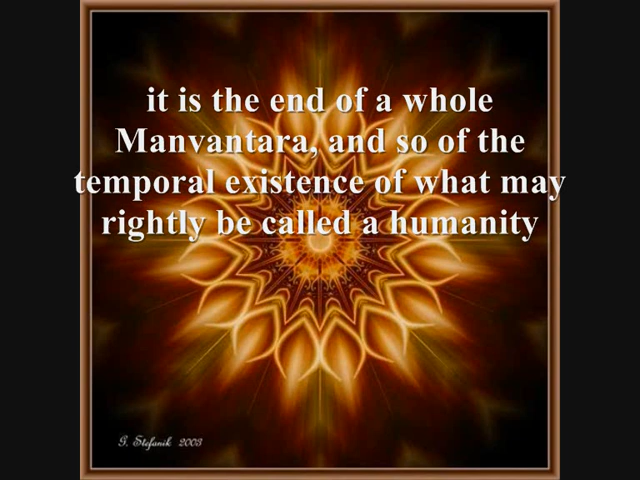 it is the end of a whole
Manvantara, and so of the
temporal existence of what may
rightly be called a humanity
G. Stefanik 2003